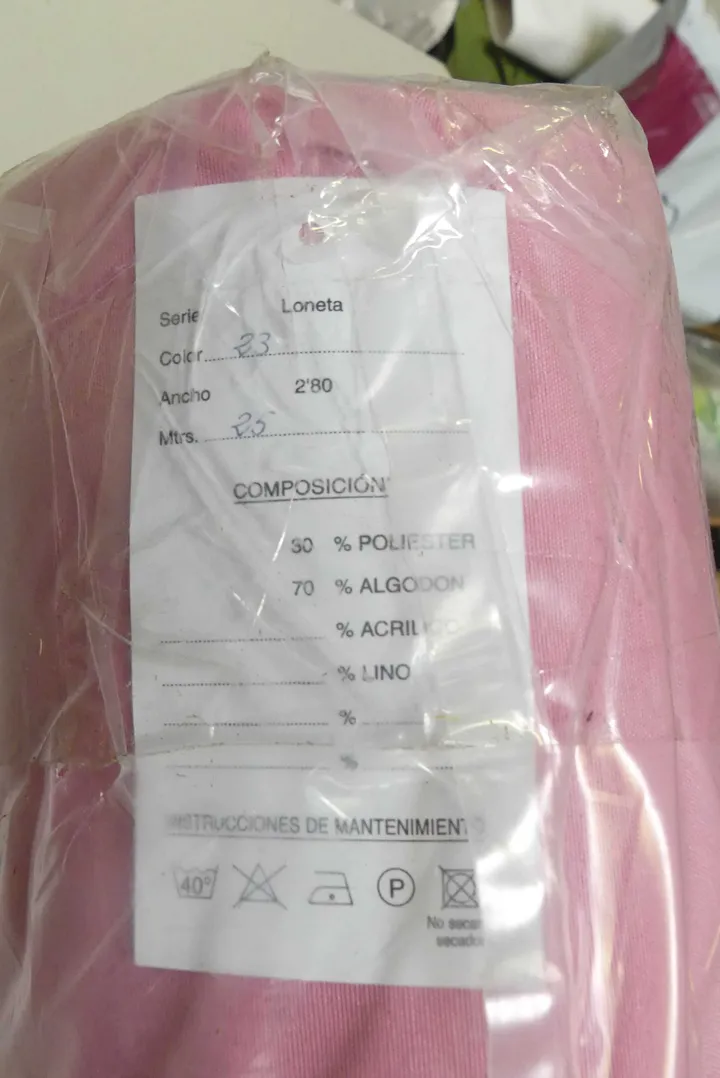 Serie Loneta
Color 23
Ancho 2'80
Mtrs. 25
COMPOSICIÓN
30 % POLIESTER
70 % ALGODON
% ACRILICO
% LINO
%
%
INSTRUCCIONES DE MANTENIMIENTO
40° P
No secar
secador